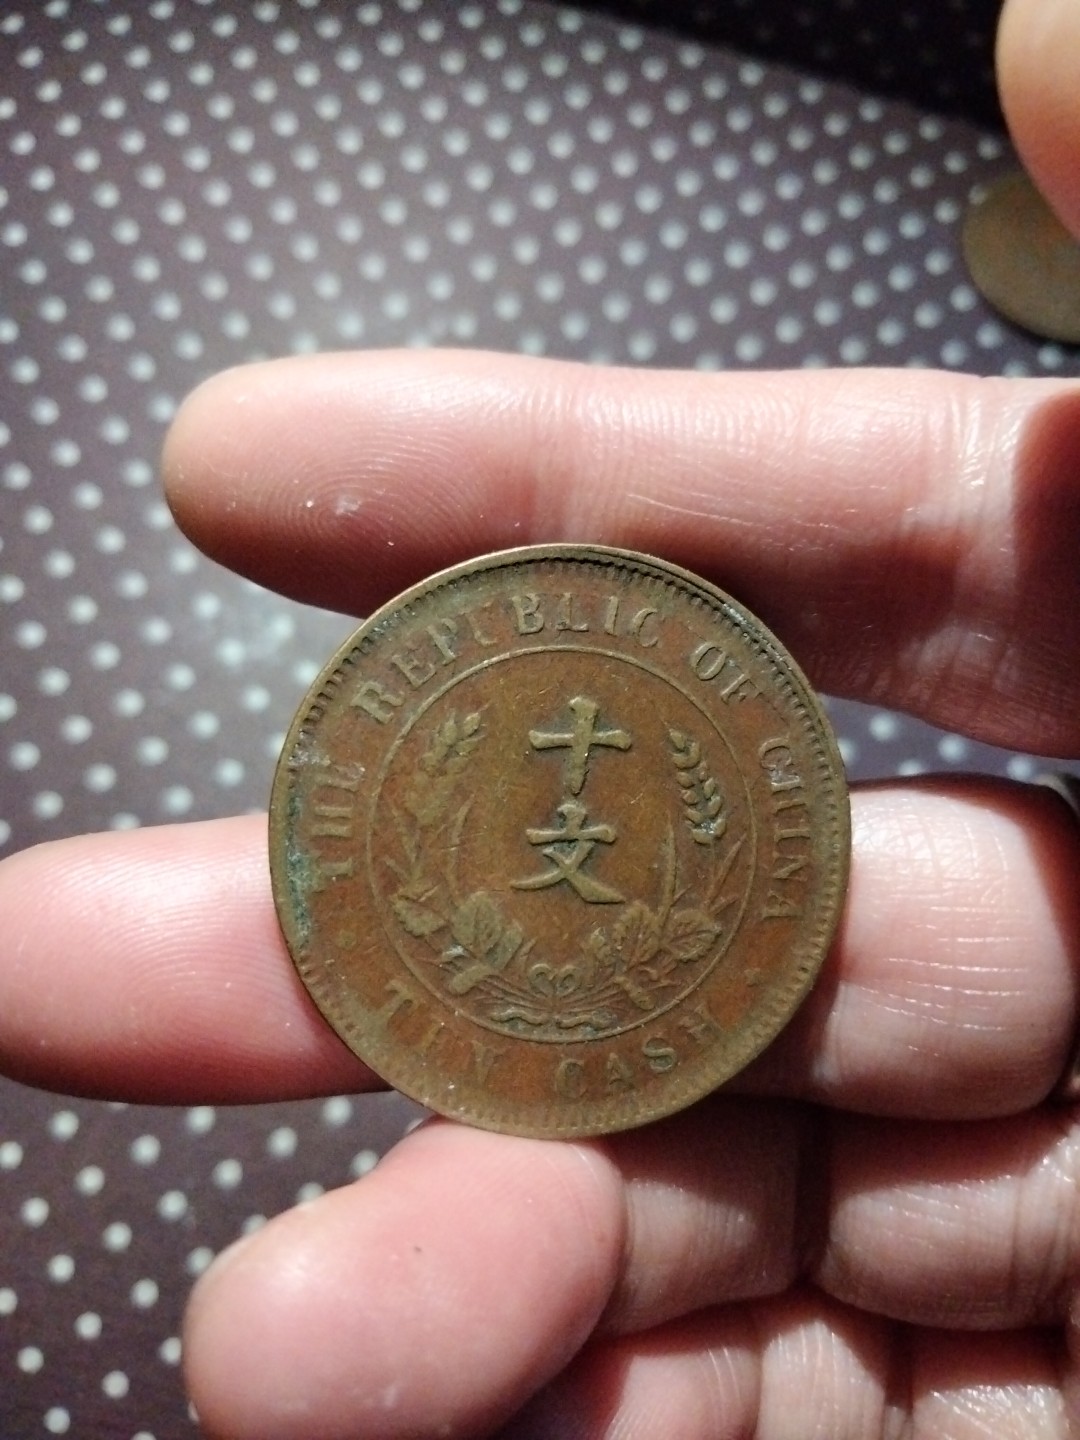 THE REPUBLIC OF CHINA
十
文
TEN CASH